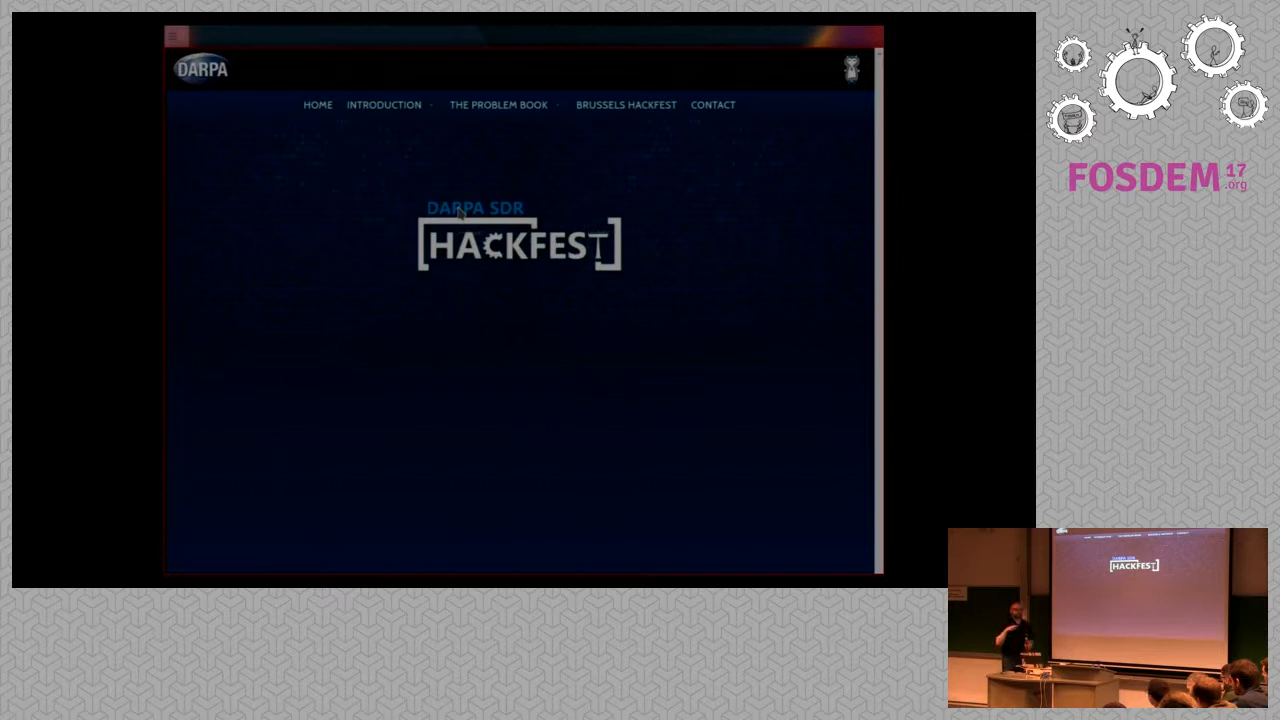 DARPA
HOME INTRODUCTION THE PROBLEM BOOK BRUSSELS HACKFEST CONTACT
DARPA SDR
[HACKFEST]
FOSDEM 17
.org
DARPA SDR
[HACKFEST]